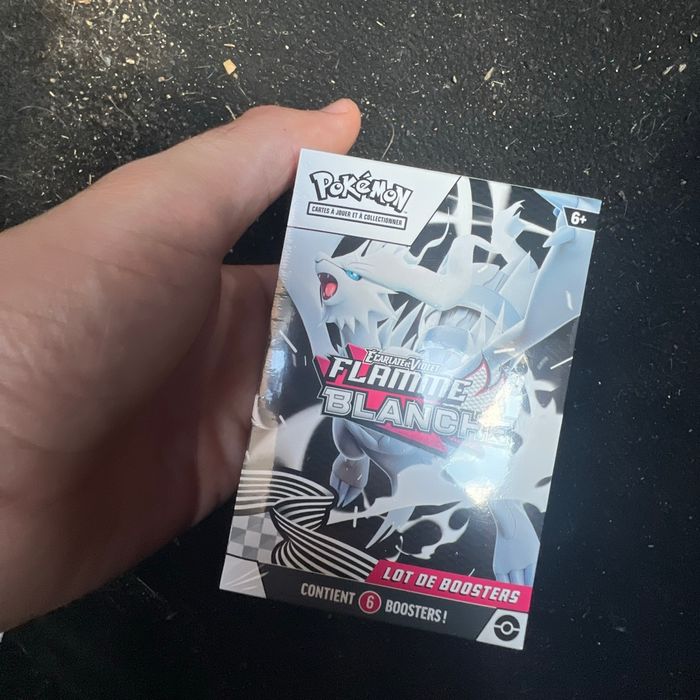 POKéMON
CARTES À JOUER ET À COLLECTIONNER
6+
ÉCARLATE ET VIOLET
FLAMME
BLANCHE
LOT DE BOOSTERS
CONTIENT 6 BOOSTERS !